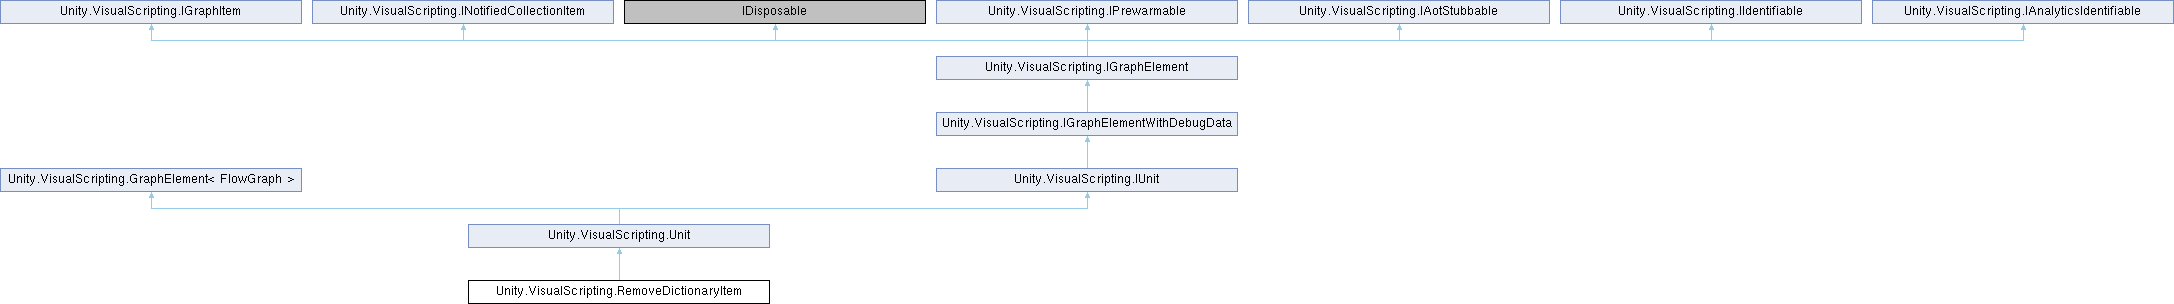 Unity.VisualScripting.IGraphItem
Unity.VisualScripting.INotifiedCollectionItem
IDisposable
Unity.VisualScripting.IPrewarmable
Unity.VisualScripting.IAotStubbable
Unity.VisualScripting.IIdentifiable
Unity.VisualScripting.IAnalyticsIdentifiable
Unity.VisualScripting.IGraphElement
Unity.VisualScripting.IGraphElementWithDebugData
Unity.VisualScripting.GraphElement< FlowGraph >
Unity.VisualScripting.IUnit
Unity.VisualScripting.Unit
Unity.VisualScripting.RemoveDictionaryItem